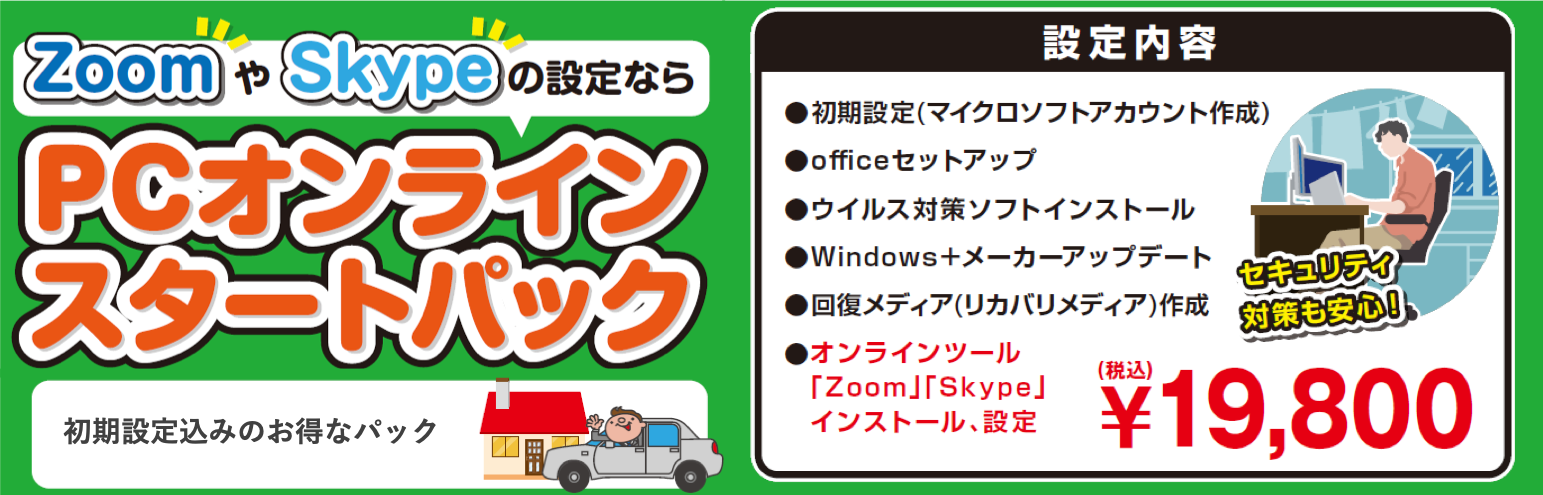 ZoomやSkypeの設定なら
PCオンライン
スタートパック
初期設定込みのお得なパック
設定内容
●初期設定(マイクロソフトアカウント作成)
●officeセットアップ
●ウイルス対策ソフトインストール
●Windows+メーカーアップデート
●回復メディア(リカバリメディア)作成
●オンラインツール
「Zoom」「Skype」
インストール、設定
セキュリティ
対策も安心!
(税込)
¥19,800